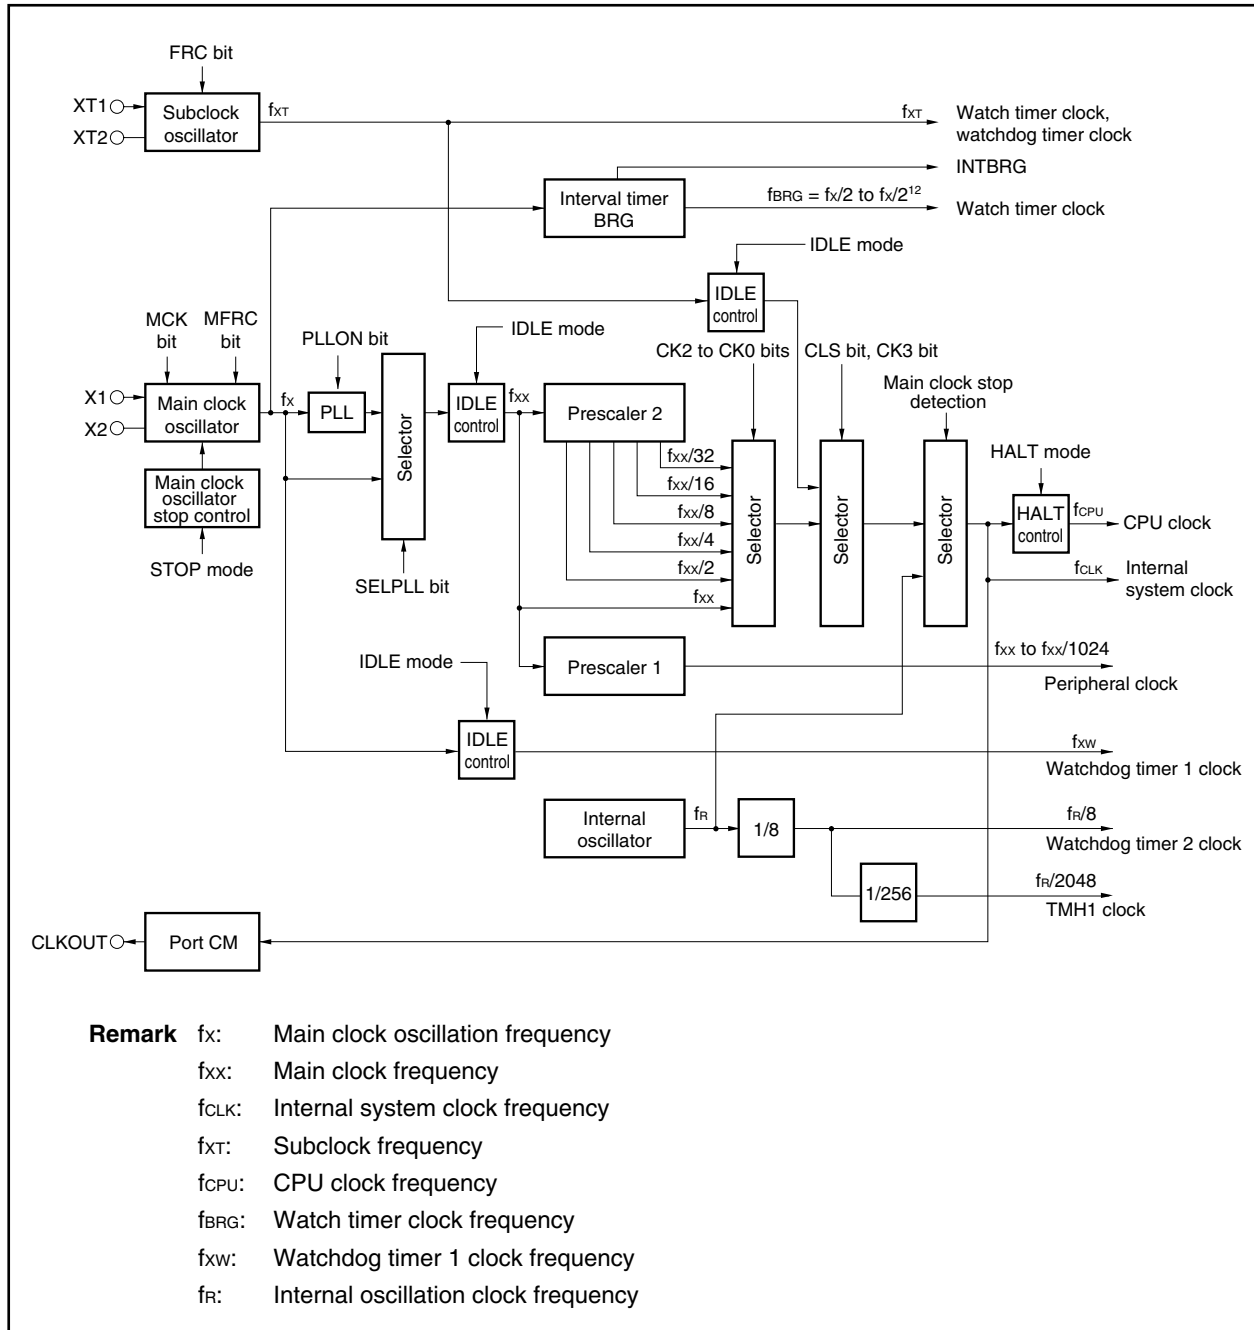 FRC bit
XT1
XT2
Subclock
oscillator
fXT
fXT
Watch timer clock,
watchdog timer clock
INTBRG
Interval timer
BRG
fBRG = fX/2 to fX/2¹²
Watch timer clock
IDLE mode
IDLE
control
MCK
bit
MFRC
bit
PLLON bit
IDLE mode
CK2 to CK0 bits
CLS bit, CK3 bit
Main clock stop
detection
X1
X2
Main clock
oscillator
fX
PLL
Selector
IDLE
control
fXX
Prescaler 2
fXX/32
fXX/16
fXX/8
fXX/4
fXX/2
fXX
Selector
Selector
Selector
HALT mode
HALT
control
fCPU
CPU clock
fCLK
Internal
system clock
Main clock
oscillator
stop control
STOP mode
SELPLL bit
IDLE mode
Prescaler 1
fXX to fXX/1024
Peripheral clock
IDLE
control
fXW
Watchdog timer 1 clock
Internal
oscillator
fR
1/8
fR/8
Watchdog timer 2 clock
1/256
fR/2048
TMH1 clock
CLKOUT
Port CM
Remark fX: Main clock oscillation frequency
fXX: Main clock frequency
fCLK: Internal system clock frequency
fXT: Subclock frequency
fCPU: CPU clock frequency
fBRG: Watch timer clock frequency
fXW: Watchdog timer 1 clock frequency
fR: Internal oscillation clock frequency